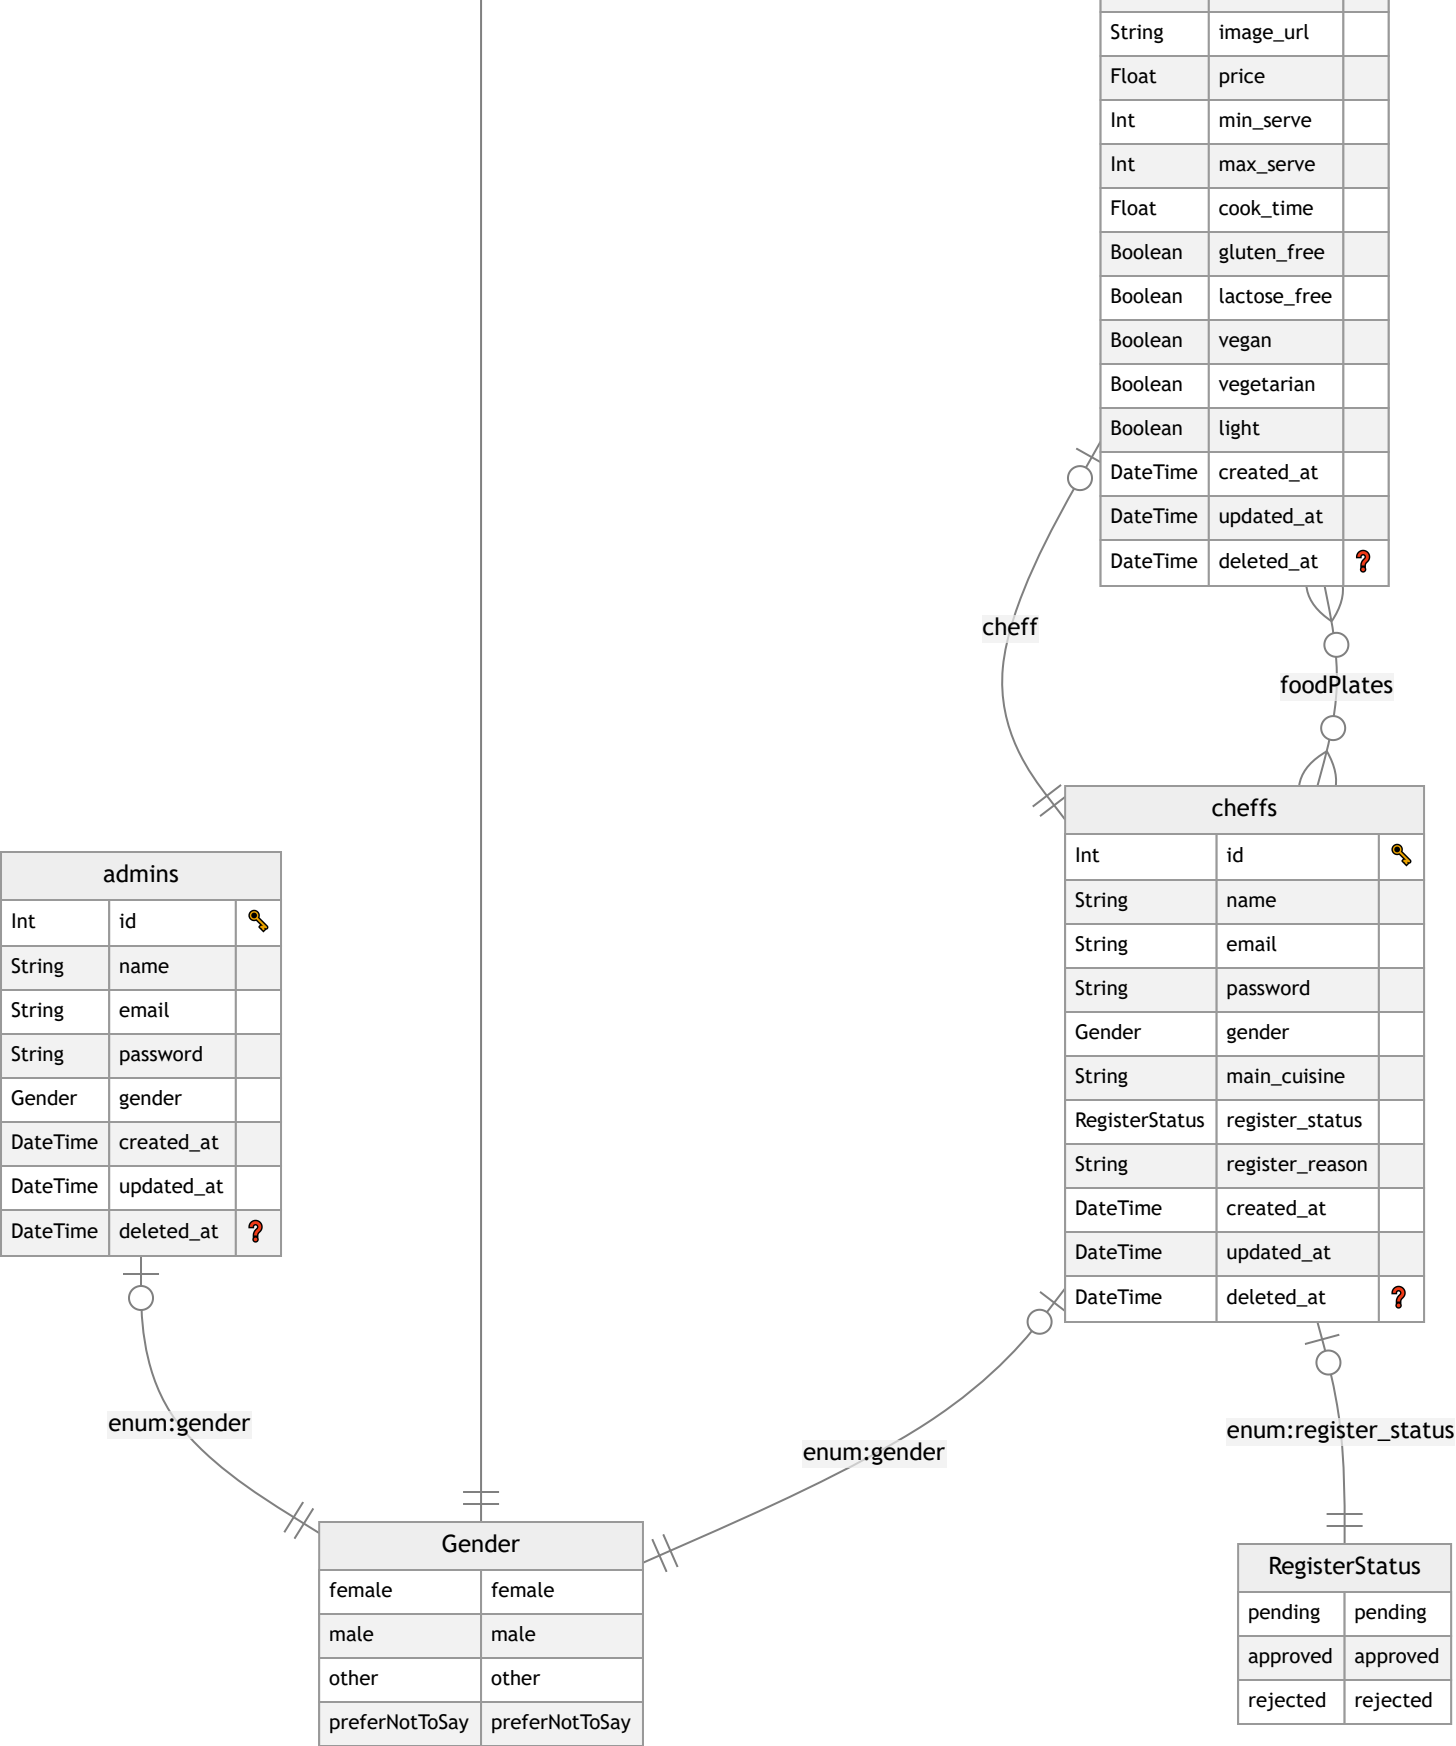 String image_url
Float price
Int min_serve
Int max_serve
Float cook_time
Boolean gluten_free
Boolean lactose_free
Boolean vegan
Boolean vegetarian
Boolean light
DateTime created_at
DateTime updated_at
DateTime deleted_at ❓
cheff
foodPlates
cheffs
Int id
String name
String email
String password
Gender gender
String main_cuisine
RegisterStatus register_status
String register_reason
DateTime created_at
DateTime updated_at
DateTime deleted_at ❓
admins
Int id
String name
String email
String password
Gender gender
DateTime created_at
DateTime updated_at
DateTime deleted_at ❓
enum:gender
enum:gender
enum:register_status
Gender
female female
male male
other other
preferNotToSay preferNotToSay
RegisterStatus
pending pending
approved approved
rejected rejected